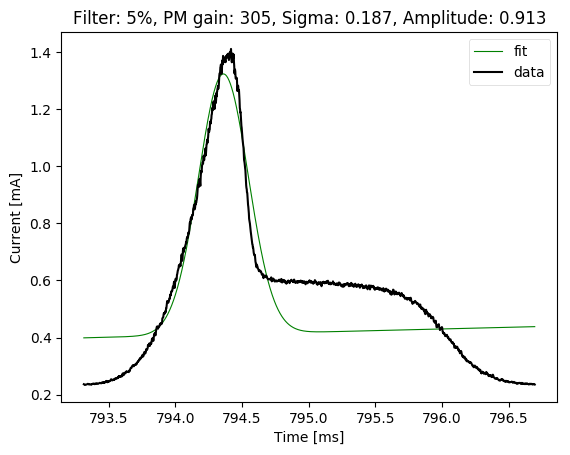 Filter: 5%, PM gain: 305, Sigma: 0.187, Amplitude: 0.913
fit
data
Current [mA]
1.4
1.2
1.0
0.8
0.6
0.4
0.2
793.5 794.0 794.5 795.0 795.5 796.0 796.5
Time [ms]